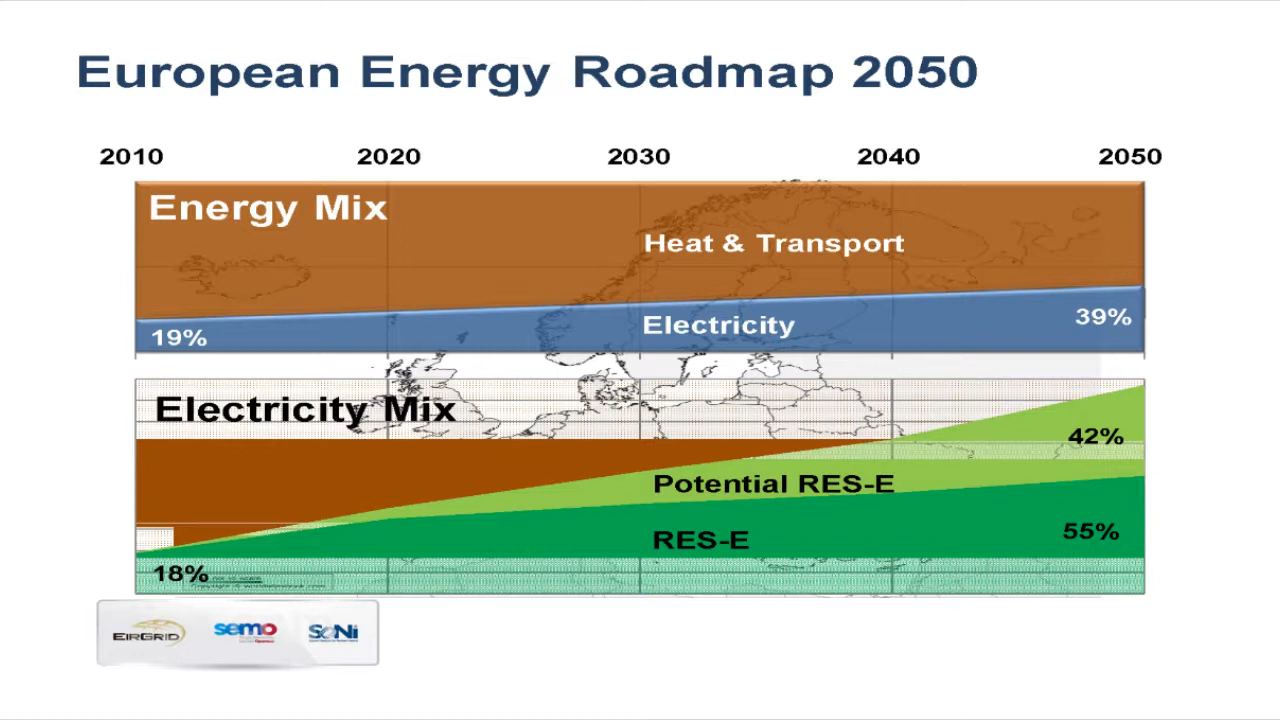 European Energy Roadmap 2050
2010 2020 2030 2040 2050
Energy Mix
Heat & Transport
Electricity
19%
39%
Electricity Mix
42%
Potential RES-E
RES-E
55%
18%
EIRGRID
semo
SONi